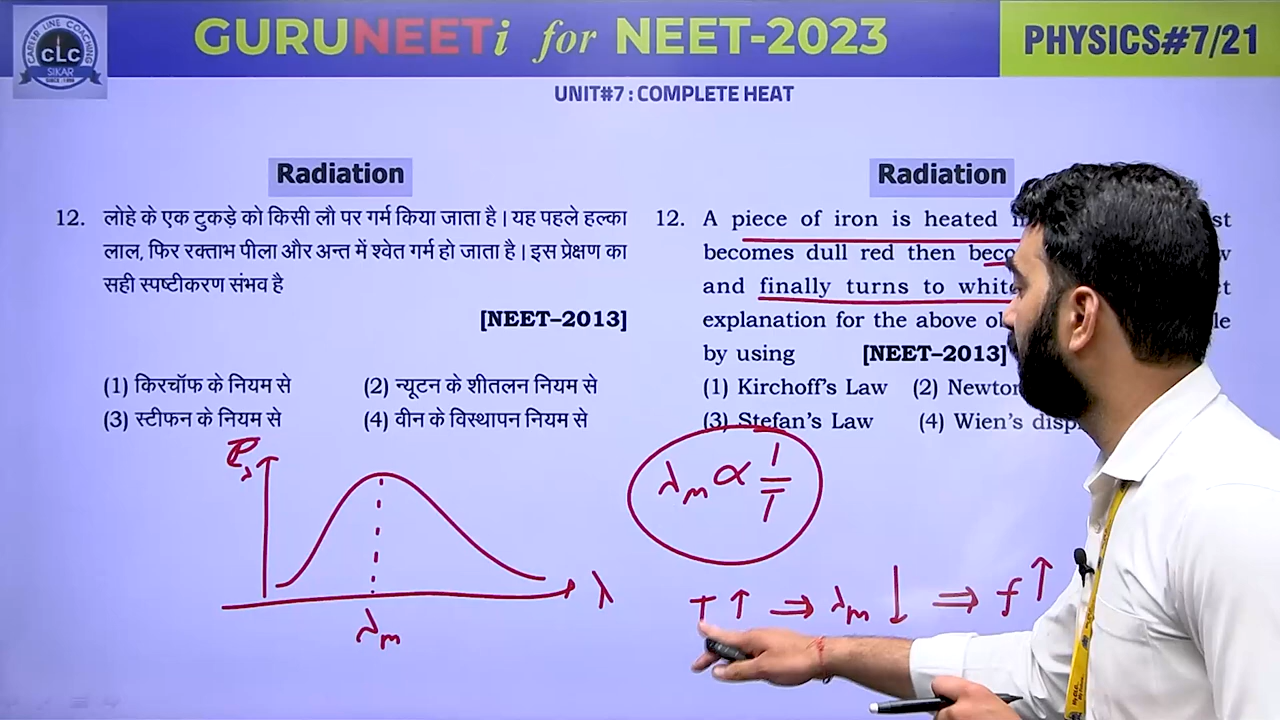 CAREER LINE COACHING
CLC
SIKAR
SINCE : 1996
GURUNEETi for NEET-2023
PHYSICS#7/21
UNIT#7 : COMPLETE HEAT
Radiation
12. लोहे के एक टुकड़े को किसी लौ पर गर्म किया जाता है। यह पहले हल्का
लाल, फिर रक्ताभ पीला और अन्त में श्वेत गर्म हो जाता है। इस प्रेक्षण का
सही स्पष्टीकरण संभव है
[NEET–2013]
(1) किरचॉफ के नियम से (2) न्यूटन के शीतलन नियम से
(3) स्टीफन के नियम से (4) वीन के विस्थापन नियम से
Radiation
12. A piece of iron is heated
becomes dull red then
and finally turns to white
explanation for the above
by using [NEET–2013]
(1) Kirchoff's Law (2)
(3) Stefan's Law (4) Wien's
E λ
λ
λm
λm ∝ 1/T
T ↑ ⇒ λm ↓ ⇒ f ↑